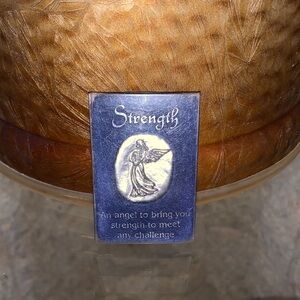 Strength
An angel to bring you
strength to meet
any challenge